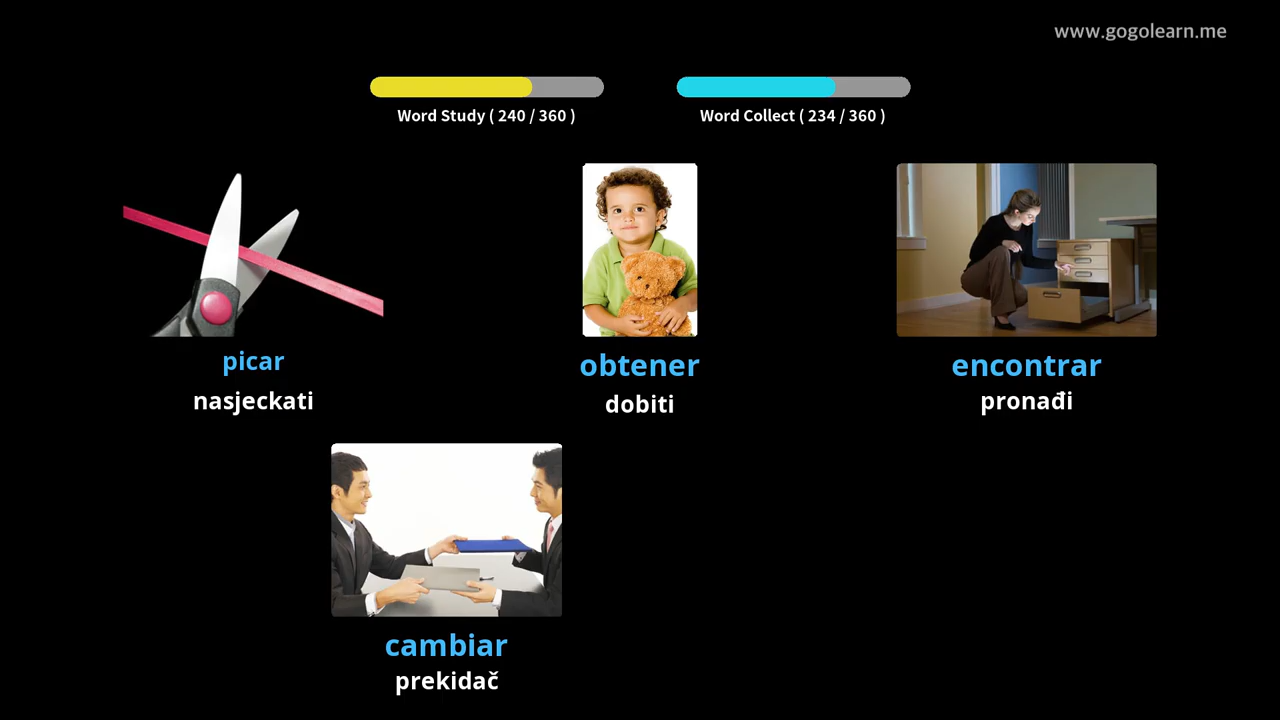 www.gogolearn.me
Word Study ( 240 / 360 )
Word Collect ( 234 / 360 )
picar
nasjeckati
obtener
dobiti
encontrar
pronađi
cambiar
prekidač